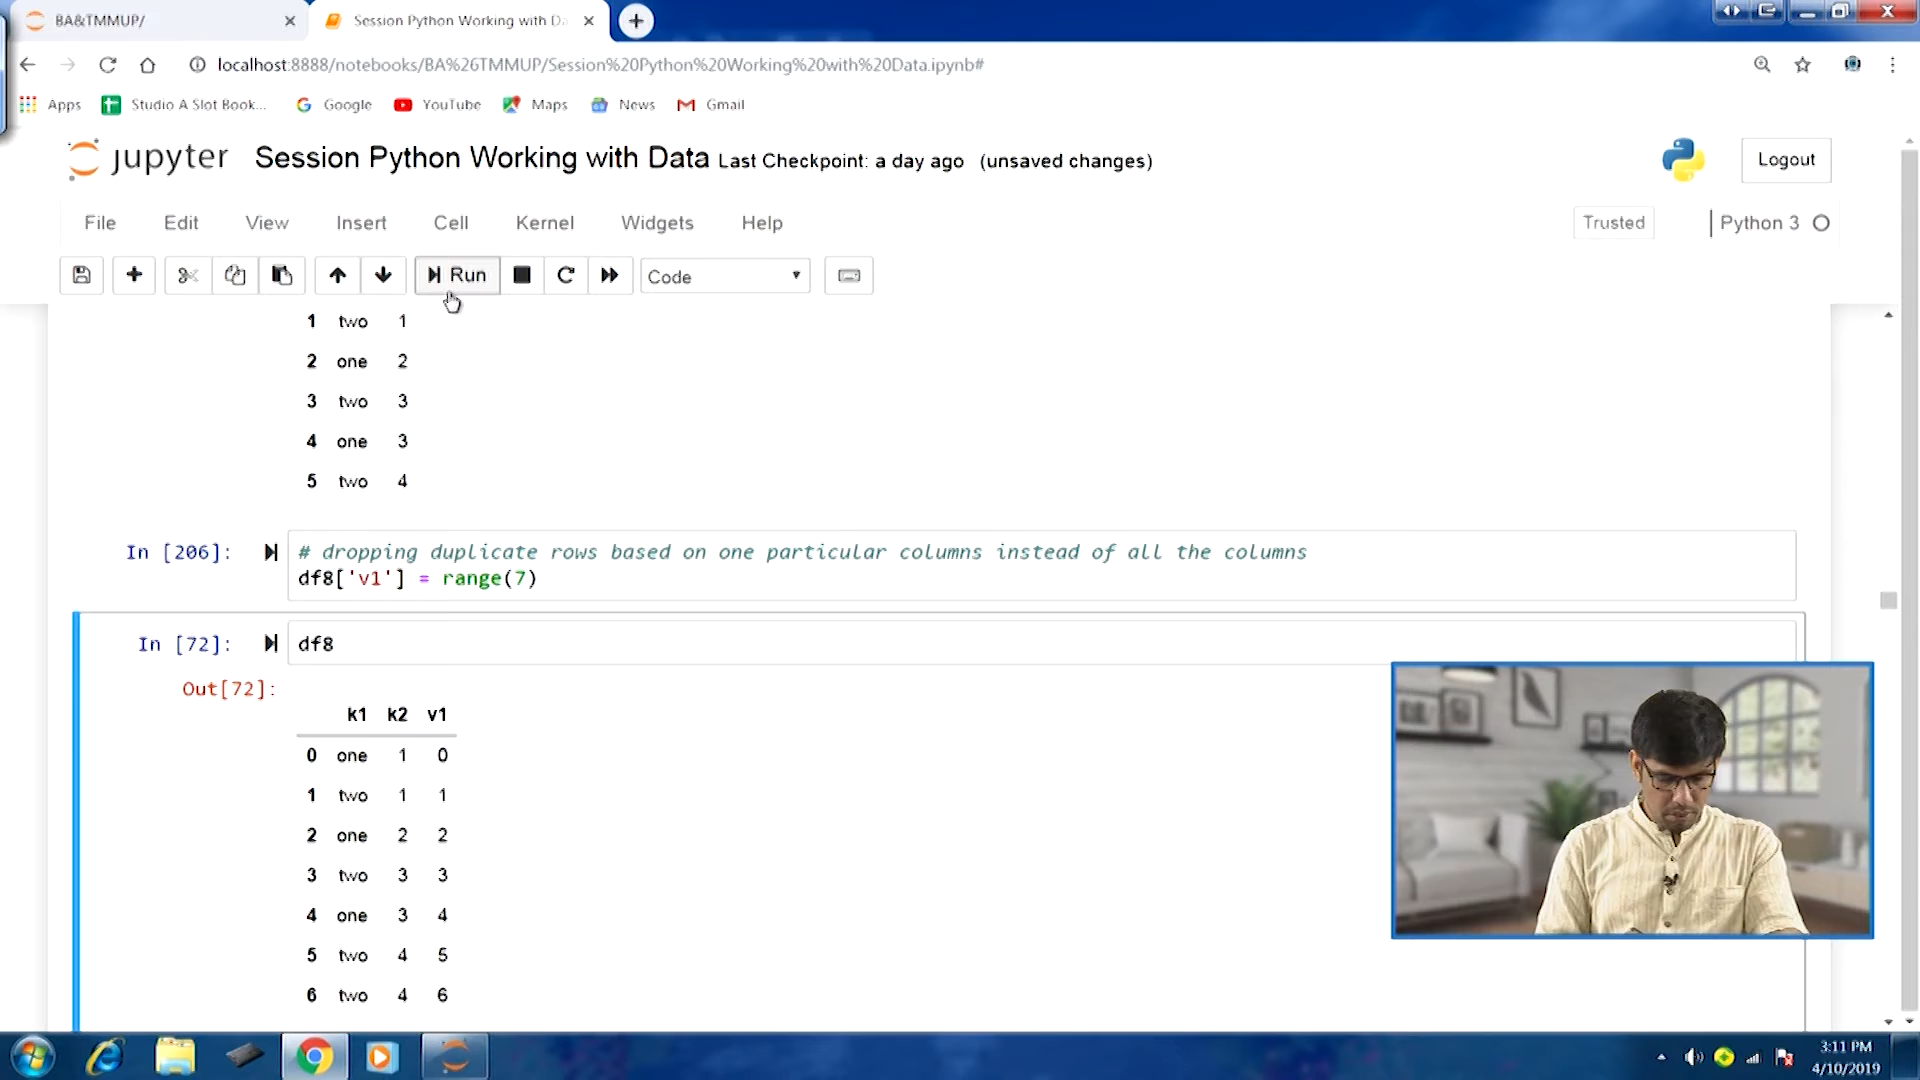 BA&TMMUP/
Session Python Working with Da
localhost:8888/notebooks/BA%26TMMUP/Session%20Python%20Working%20with%20Data.ipynb#
Apps Studio A Slot Book... Google YouTube Maps News Gmail
jupyter Session Python Working with Data Last Checkpoint: a day ago (unsaved changes)
Logout
File Edit View Insert Cell Kernel Widgets Help
Trusted Python 3
Run Code
1 two 1
2 one 2
3 two 3
4 one 3
5 two 4
In [206]: # dropping duplicate rows based on one particular columns instead of all the columns
df8['v1'] = range(7)
In [72]: df8
Out[72]:
k1 k2 v1
0 one 1 0
1 two 1 1
2 one 2 2
3 two 3 3
4 one 3 4
5 two 4 5
6 two 4 6
3:11 PM
4/10/2019